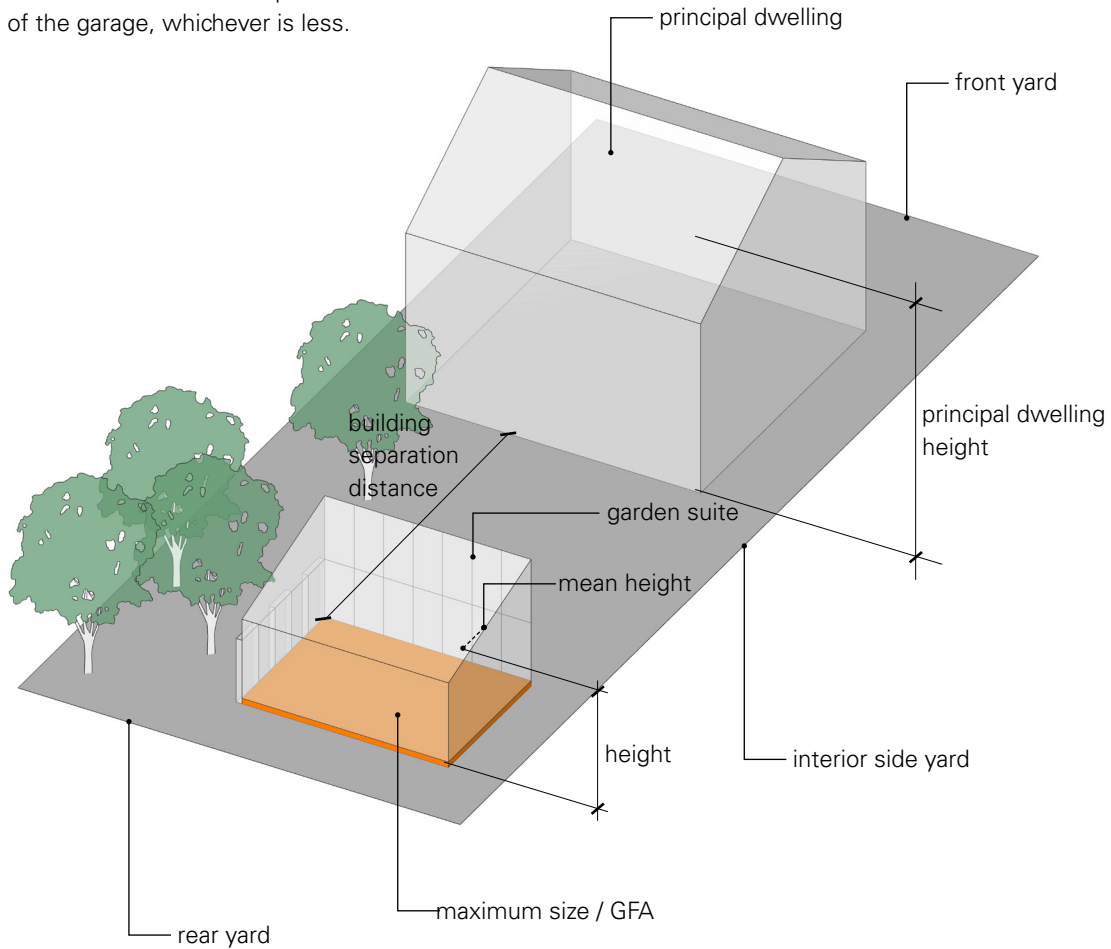 of the garage, whichever is less.
principal dwelling
front yard
principal dwelling
height
building
separation
distance
garden suite
mean height
height
interior side yard
maximum size / GFA
rear yard